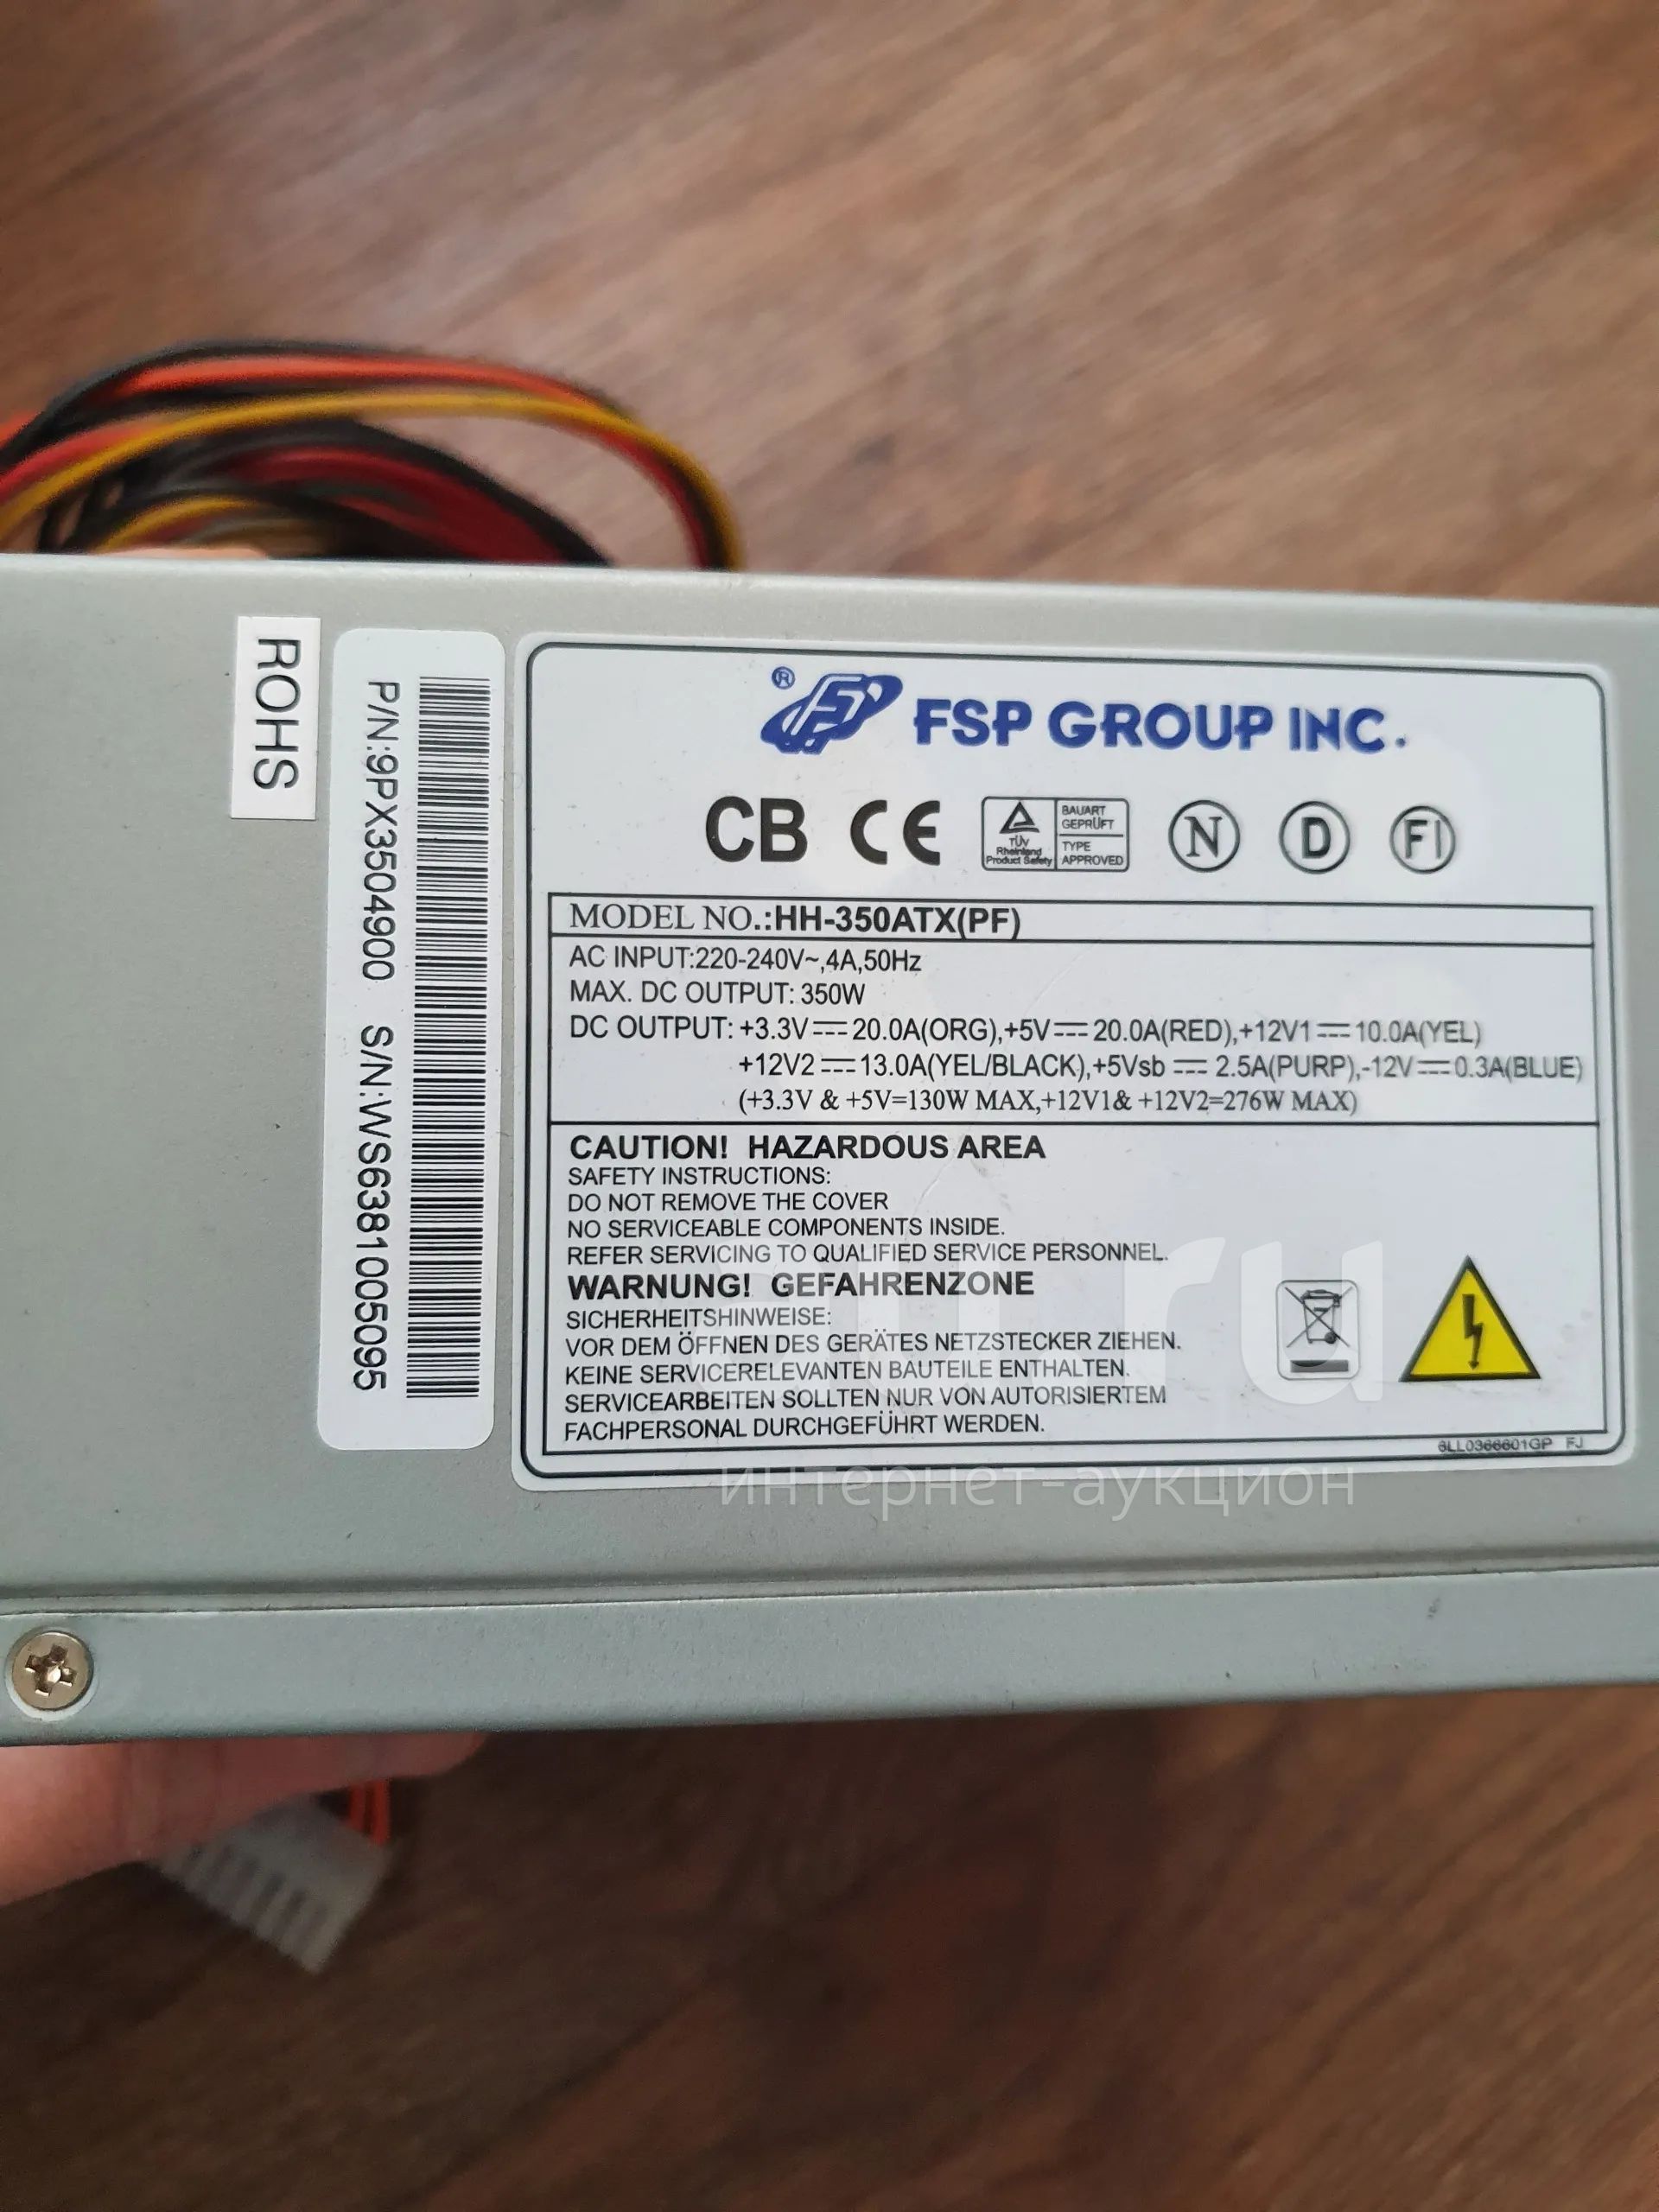 ROHS
P/N:9PX3504900 S/N:WS6381005095
® FSP GROUP INC.
CB CE
TÜV
Rheinland
Product Safety
BAUART
GEPRÜFT
TYPE
APPROVED
N D FI
MODEL NO.:HH-350ATX(PF)
AC INPUT:220-240V~,4A,50Hz
MAX. DC OUTPUT: 350W
DC OUTPUT: +3.3V⎓20.0A(ORG),+5V⎓20.0A(RED),+12V1⎓10.0A(YEL)
+12V2⎓13.0A(YEL/BLACK),+5Vsb⎓2.5A(PURP),-12V⎓0.3A(BLUE)
(+3.3V & +5V=130W MAX,+12V1& +12V2=276W MAX)
CAUTION! HAZARDOUS AREA
SAFETY INSTRUCTIONS:
DO NOT REMOVE THE COVER
NO SERVICEABLE COMPONENTS INSIDE.
REFER SERVICING TO QUALIFIED SERVICE PERSONNEL.
WARNUNG! GEFAHRENZONE
SICHERHEITSHINWEISE:
VOR DEM ÖFFNEN DES GERÄTES NETZSTECKER ZIEHEN.
KEINE SERVICERELEVANTEN BAUTEILE ENTHALTEN.
SERVICEARBEITEN SOLLTEN NUR VON AUTORISIERTEM
FACHPERSONAL DURCHGEFÜHRT WERDEN.
6LL0366601GP FJ
au.ru
интернет-аукцион